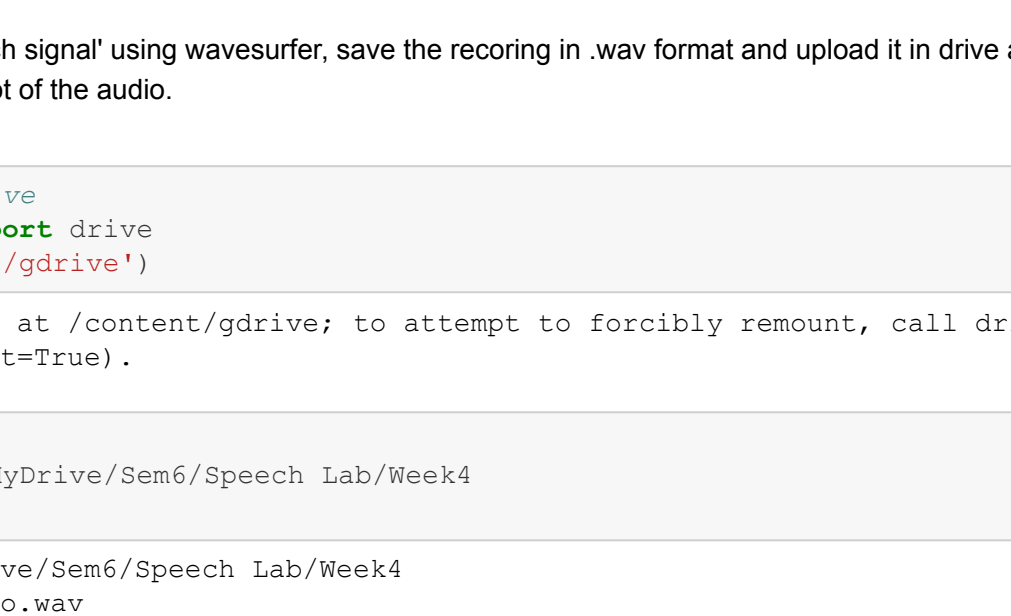 h signal' using wavesurfer, save the recoring in .wav format and upload it in drive
of the audio.
ve
ort drive
/gdrive')
at /content/gdrive; to attempt to forcibly remount, call dr
t=True).
yDrive/Sem6/Speech Lab/Week4
ve/Sem6/Speech Lab/Week4
o.wav